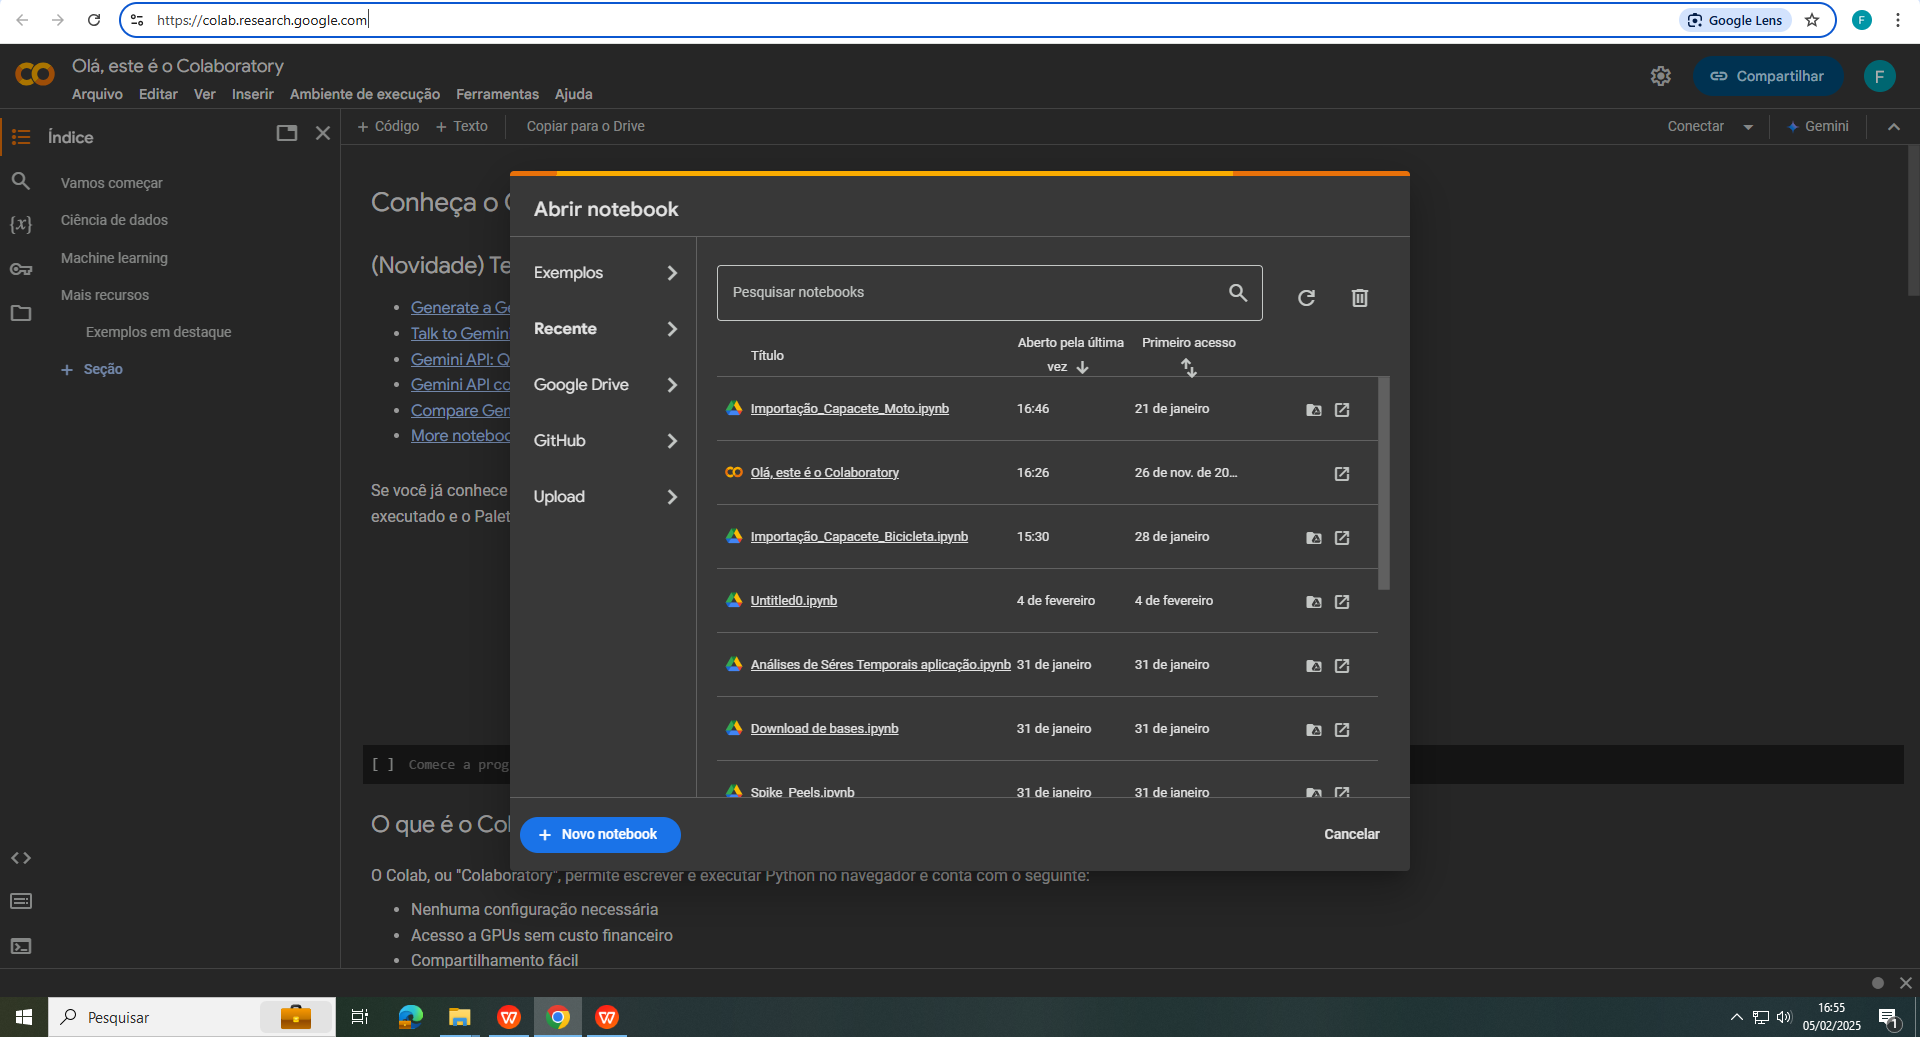 https://colab.research.google.com
Google Lens
F
CO
Olá, este é o Colaboratory
Arquivo Editar Ver Inserir Ambiente de execução Ferramentas Ajuda
Compartilhar
F
Índice
+ Código + Texto
Copiar para o Drive
Conectar
Gemini
Vamos começar
Ciência de dados
Machine learning
Mais recursos
Exemplos em destaque
+ Seção
{x}
Conheça o C
(Novidade) Te
• Generate a Ge
• Talk to Gemini
• Gemini API: Q
• Gemini API co
• Compare Gem
• More noteboo
Se você já conhece
executado e o Palet
[ ] Comece a prog
O que é o Col
O Colab, ou "Colaboratory", permite escrever e executar Python no navegador e conta com o seguinte:
• Nenhuma configuração necessária
• Acesso a GPUs sem custo financeiro
• Compartilhamento fácil
Abrir notebook
Exemplos
Recente
Google Drive
GitHub
Upload
Pesquisar notebooks
Título
Aberto pela última
vez
Primeiro acesso
Importação_Capacete_Moto.ipynb 16:46 21 de janeiro
Olá, este é o Colaboratory 16:26 26 de nov. de 20...
Importação_Capacete_Bicicleta.ipynb 15:30 28 de janeiro
Untitled0.ipynb 4 de fevereiro 4 de fevereiro
Análises de Séres Temporais aplicação.ipynb 31 de janeiro 31 de janeiro
Download de bases.ipynb 31 de janeiro 31 de janeiro
Spike_Peels.ipynb 31 de janeiro 31 de janeiro
+ Novo notebook
Cancelar
Pesquisar
16:55
05/02/2025
1